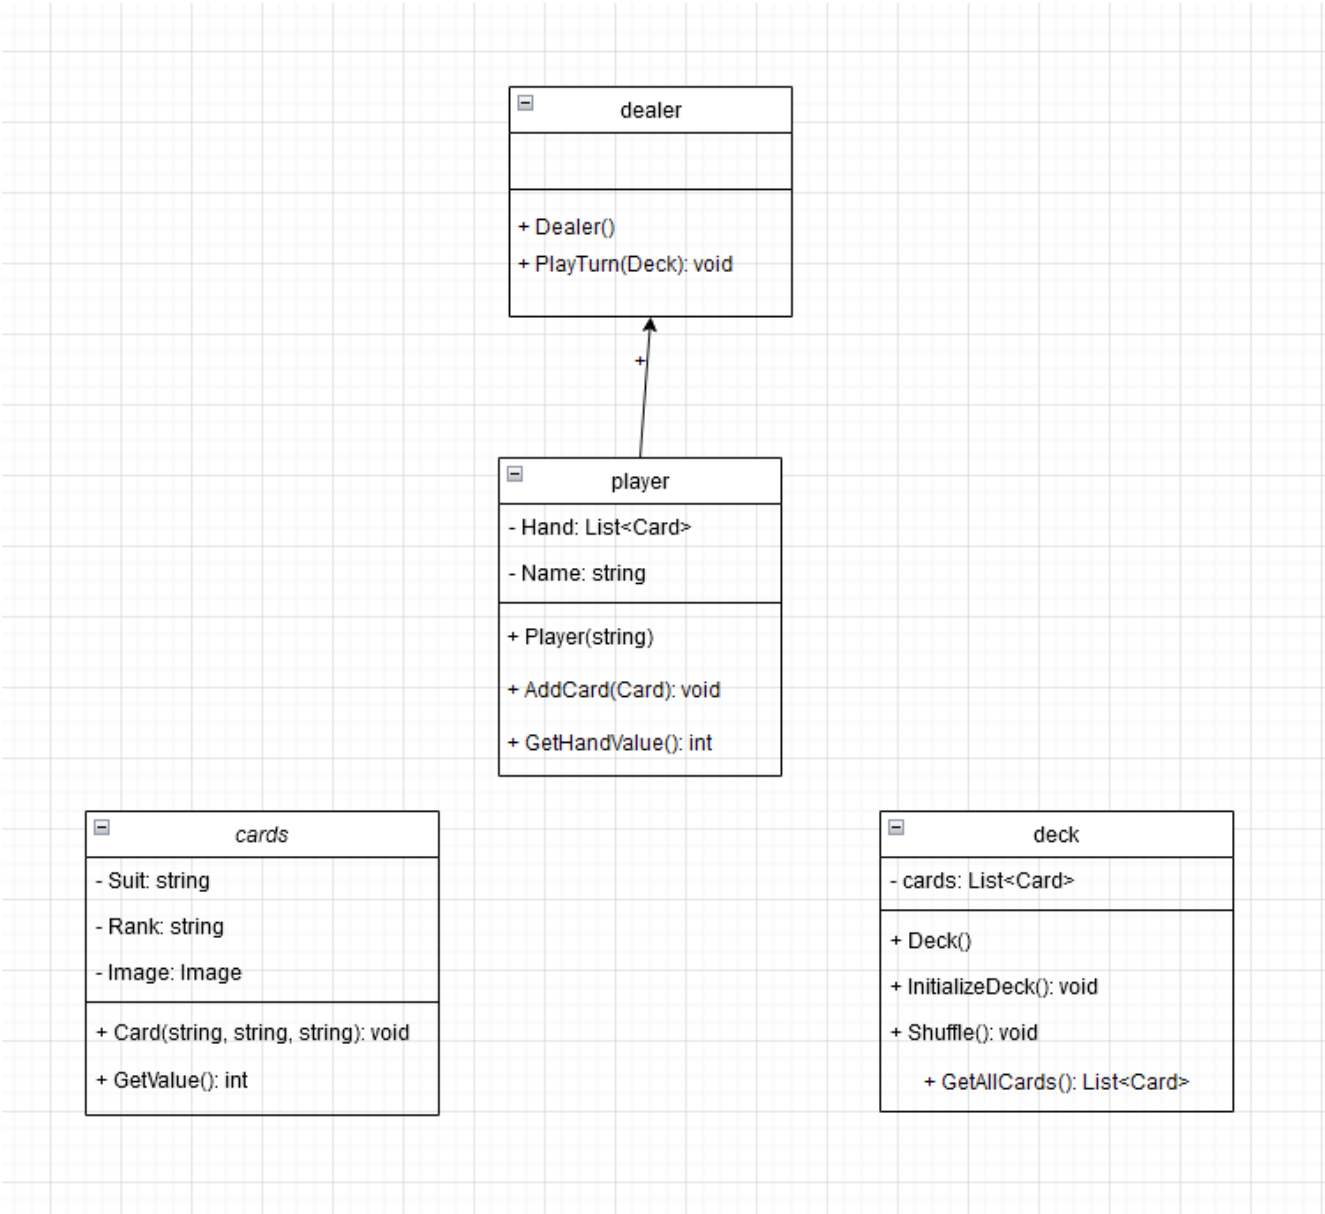 dealer
+ Dealer()
+ PlayTurn(Deck): void
+
player
- Hand: List<Card>
- Name: string
+ Player(string)
+ AddCard(Card): void
+ GetHandValue(): int
cards
- Suit: string
- Rank: string
- Image: Image
+ Card(string, string, string): void
+ GetValue(): int
deck
- cards: List<Card>
+ Deck()
+ InitializeDeck(): void
+ Shuffle(): void
+ GetAllCards(): List<Card>